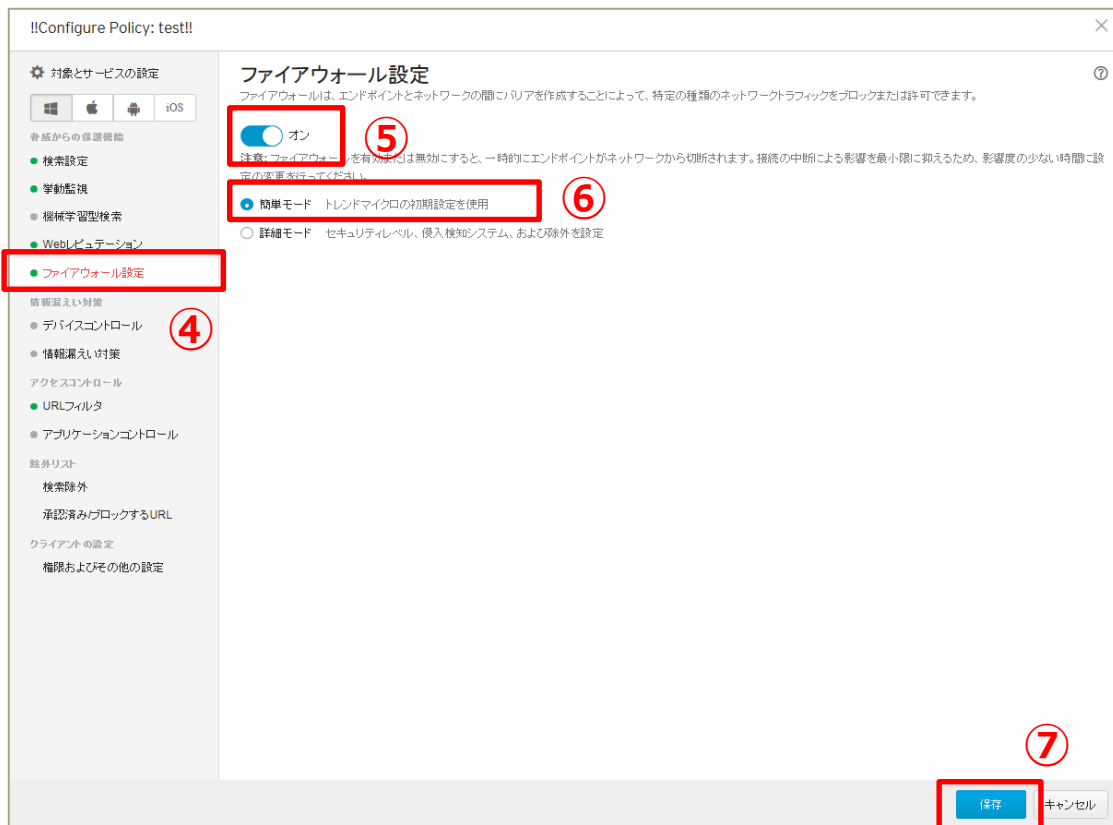 !!Configure Policy: test!!
対象とサービスの設定
iOS
脅威からの保護機能
検索設定
挙動監視
機械学習型検索
Webレピュテーション
ファイアウォール設定
④
情報漏えい対策
デバイスコントロール
情報漏えい対策
アクセスコントロール
URLフィルタ
アプリケーションコントロール
除外リスト
検索除外
承認済み/ブロックするURL
クライアントの設定
権限およびその他の設定
ファイアウォール設定
ファイアウォールは、エンドポイントとネットワークの間にバリアを作成することによって、特定の種類のネットワークトラフィックをブロックまたは許可できます。
オン
⑤
注意: ファイアウォールを有効または無効にすると、一時的にエンドポイントがネットワークから切断されます。接続の中断による影響を最小限に抑えるため、影響度の少ない時間に設
定の変更を行ってください。
簡単モード トレンドマイクロの初期設定を使用
⑥
詳細モード セキュリティレベル、侵入検知システム、および除外を設定
⑦
保存
キャンセル